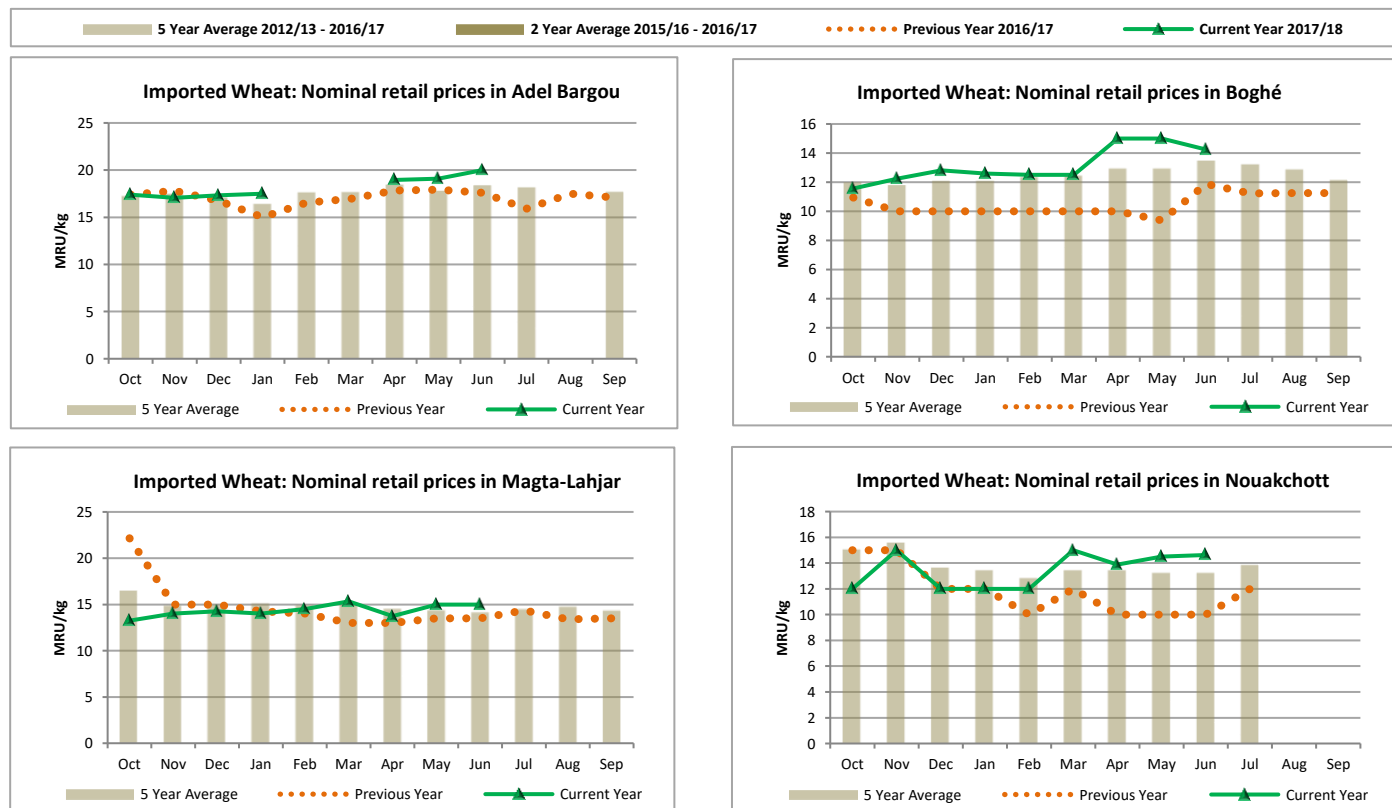 5 Year Average 2012/13 - 2016/17 2 Year Average 2015/16 - 2016/17 Previous Year 2016/17 Current Year 2017/18
Imported Wheat: Nominal retail prices in Adel Bargou
MRU/kg
25
20
15
10
5
0
Oct Nov Dec Jan Feb Mar Apr May Jun Jul Aug Sep
5 Year Average Previous Year Current Year
Imported Wheat: Nominal retail prices in Boghé
MRU/kg
16
14
12
10
8
6
4
2
0
Oct Nov Dec Jan Feb Mar Apr May Jun Jul Aug Sep
5 Year Average Previous Year Current Year
Imported Wheat: Nominal retail prices in Magta-Lahjar
MRU/kg
25
20
15
10
5
0
Oct Nov Dec Jan Feb Mar Apr May Jun Jul Aug Sep
5 Year Average Previous Year Current Year
Imported Wheat: Nominal retail prices in Nouakchott
MRU/kg
18
16
14
12
10
8
6
4
2
0
Oct Nov Dec Jan Feb Mar Apr May Jun Jul Aug Sep
5 Year Average Previous Year Current Year